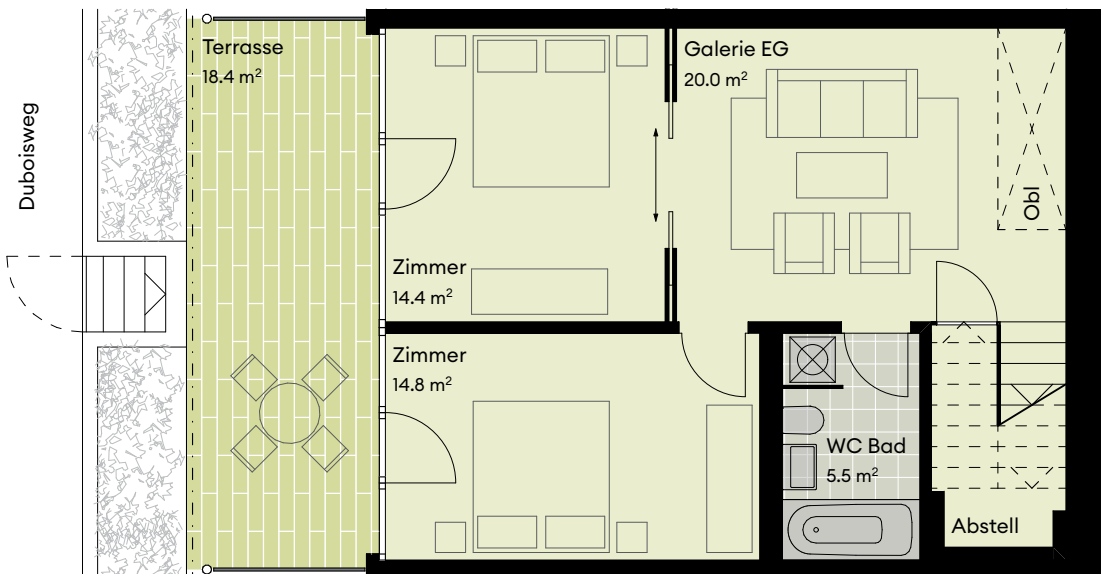 Duboisweg
Terrasse
18.4 m²
Zimmer
14.4 m²
Galerie EG
20.0 m²
Obl
Zimmer
14.8 m²
WC Bad
5.5 m²
Abstell